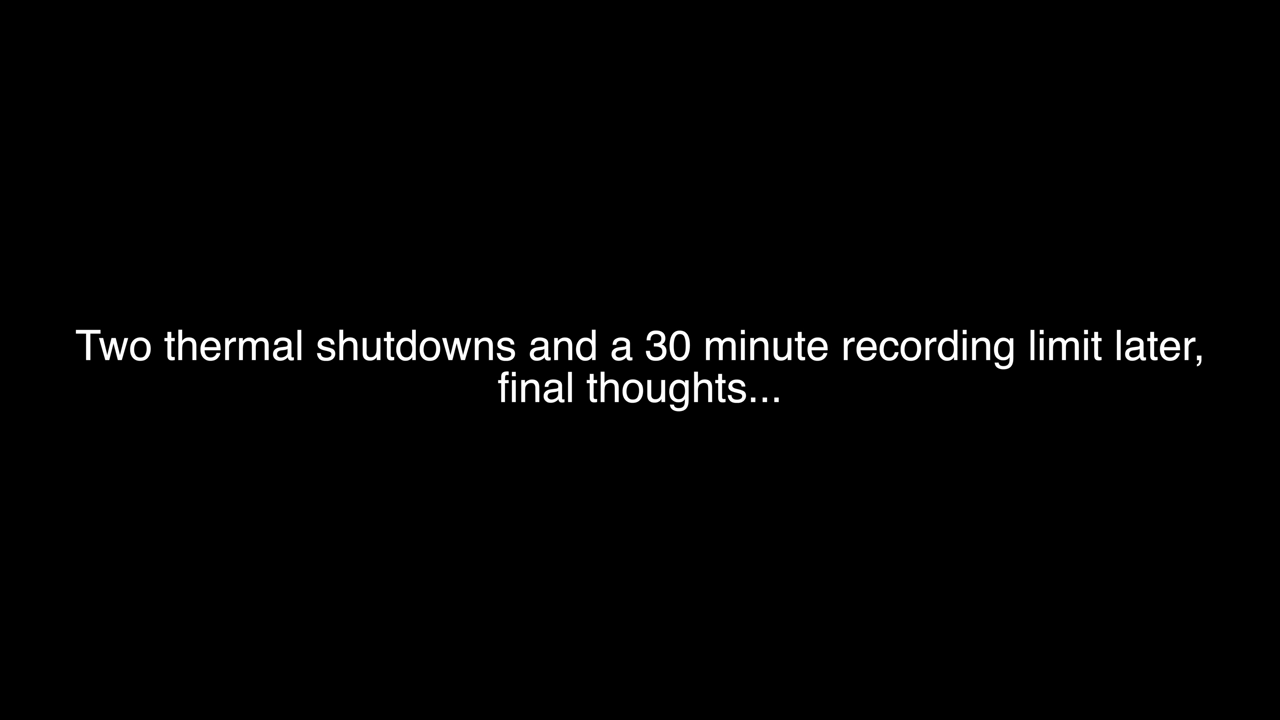 Two thermal shutdowns and a 30 minute recording limit later,
final thoughts...